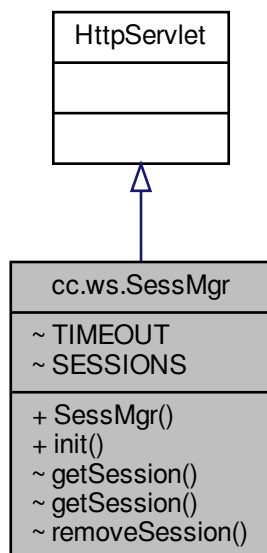 HttpServlet
cc.ws.SessMgr
~ TIMEOUT
~ SESSIONS
+ SessMgr()
+ init()
~ getSession()
~ getSession()
~ removeSession()